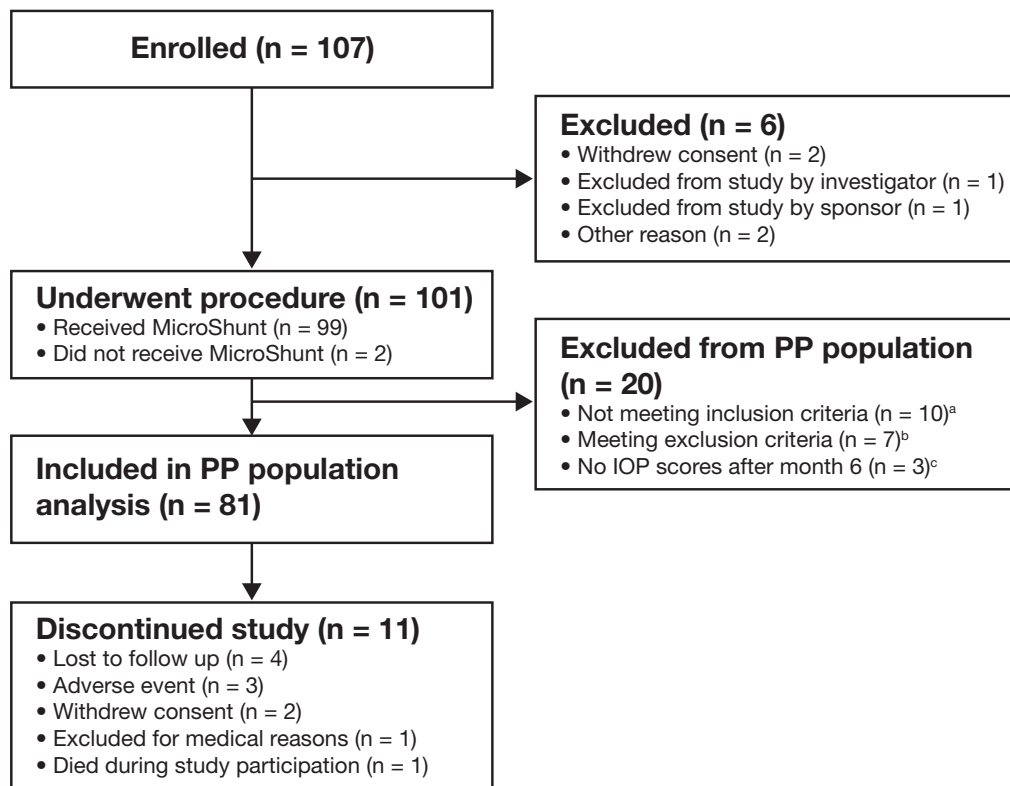 Enrolled (n = 107)
Excluded (n = 6)
• Withdrew consent (n = 2)
• Excluded from study by investigator (n = 1)
• Excluded from study by sponsor (n = 1)
• Other reason (n = 2)
Underwent procedure (n = 101)
• Received MicroShunt (n = 99)
• Did not receive MicroShunt (n = 2)
Excluded from PP population
(n = 20)
• Not meeting inclusion criteria (n = 10)ᵃ
• Meeting exclusion criteria (n = 7)ᵇ
• No IOP scores after month 6 (n = 3)ᶜ
Included in PP population
analysis (n = 81)
Discontinued study (n = 11)
• Lost to follow up (n = 4)
• Adverse event (n = 3)
• Withdrew consent (n = 2)
• Excluded for medical reasons (n = 1)
• Died during study participation (n = 1)